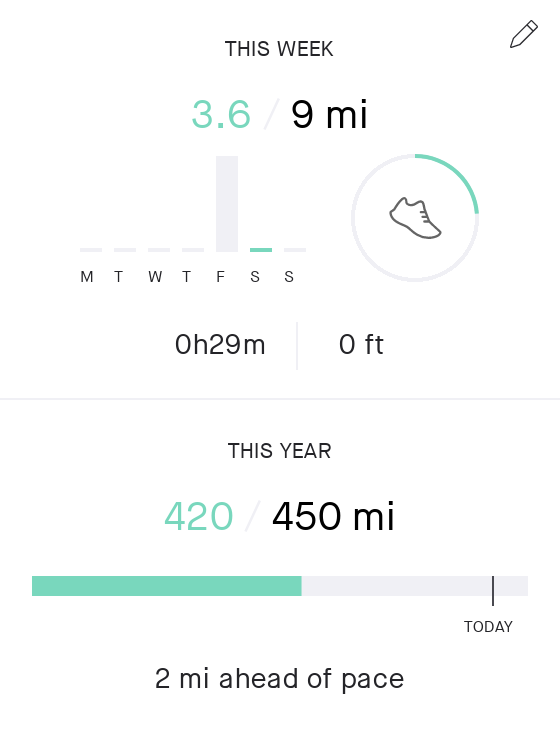 THIS WEEK
3.6 / 9 mi
M T W T F S S
0h29m 0 ft
THIS YEAR
420 / 450 mi
TODAY
2 mi ahead of pace